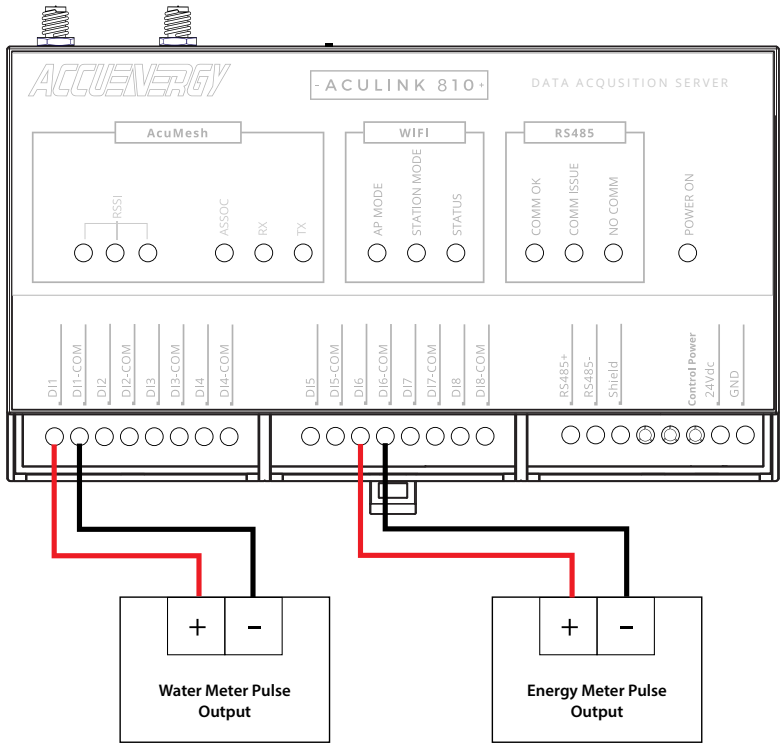 ACCUENERGY
- ACULINK 810 +
DATA ACQUSITION SERVER
AcuMesh
WIFI
RS485
RSSI
ASSOC
RX
TX
AP MODE
STATION MODE
STATUS
COMM OK
COMM ISSUE
NO COMM
POWER ON
DI1
DI1-COM
DI2
DI2-COM
DI3
DI3-COM
DI4
DI4-COM
DI5
DI5-COM
DI6
DI6-COM
DI7
DI7-COM
DI8
DI8-COM
RS485+
RS485-
Shield
Control Power
24Vdc
GND
+
-
Water Meter Pulse
Output
+
-
Energy Meter Pulse
Output